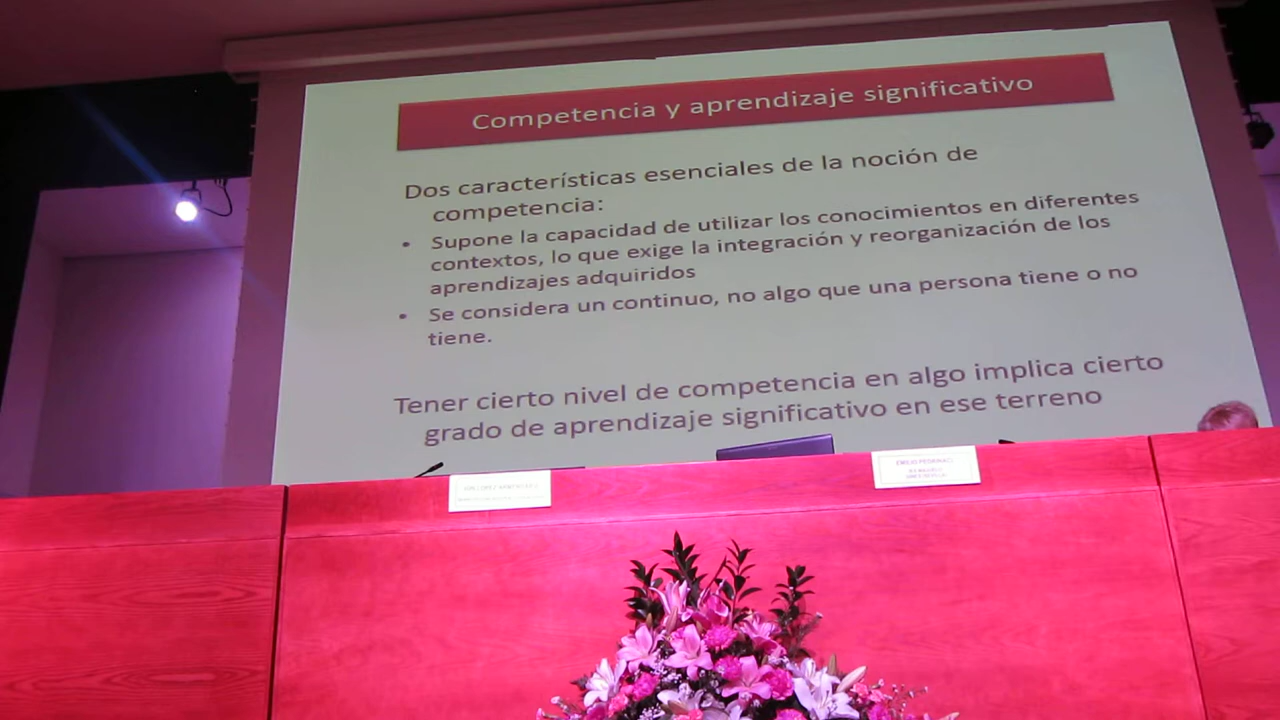 Competencia y aprendizaje significativo
Dos características esenciales de la noción de
competencia:
• Supone la capacidad de utilizar los conocimientos en diferentes
contextos, lo que exige la integración y reorganización de los
aprendizajes adquiridos
• Se considera un continuo, no algo que una persona tiene o no
tiene.
Tener cierto nivel de competencia en algo implica cierto
grado de aprendizaje significativo en ese terreno
EMILIO PEDRINACI